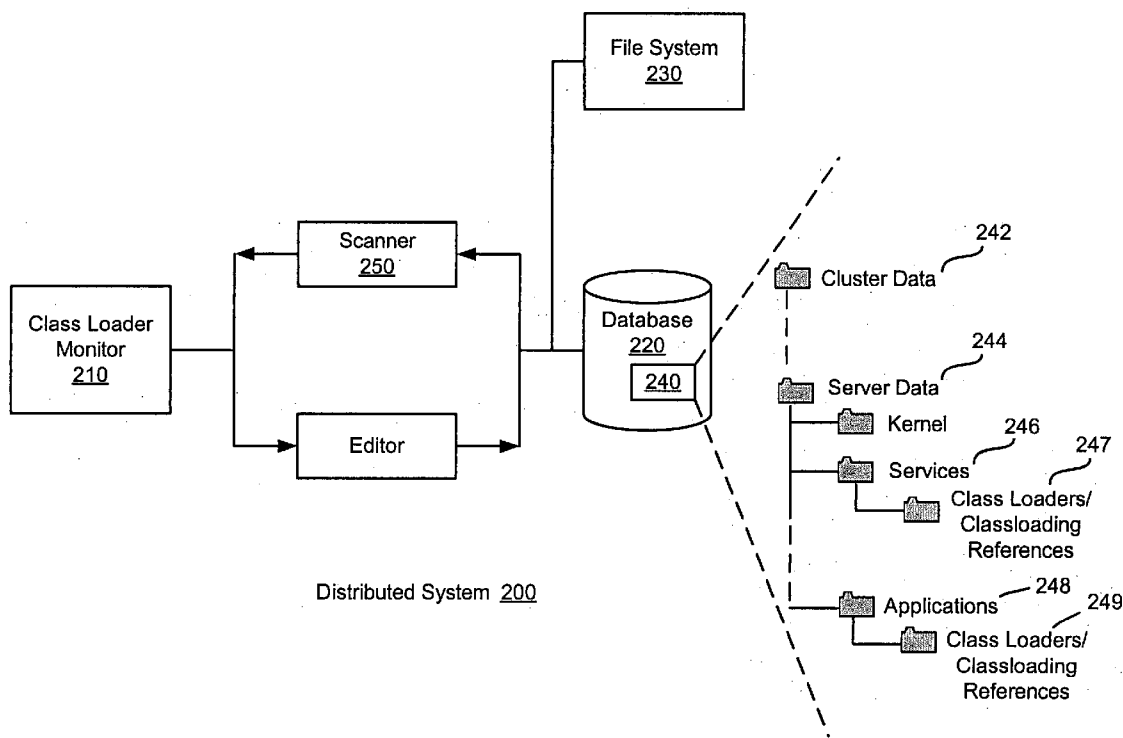 File System
230
Scanner
250
Class Loader
Monitor
210
Editor
Database
220
240
242
Cluster Data
244
Server Data
Kernel
246
Services
247
Class Loaders/
Classloading
References
248
Applications
249
Class Loaders/
Classloading
References
Distributed System 200